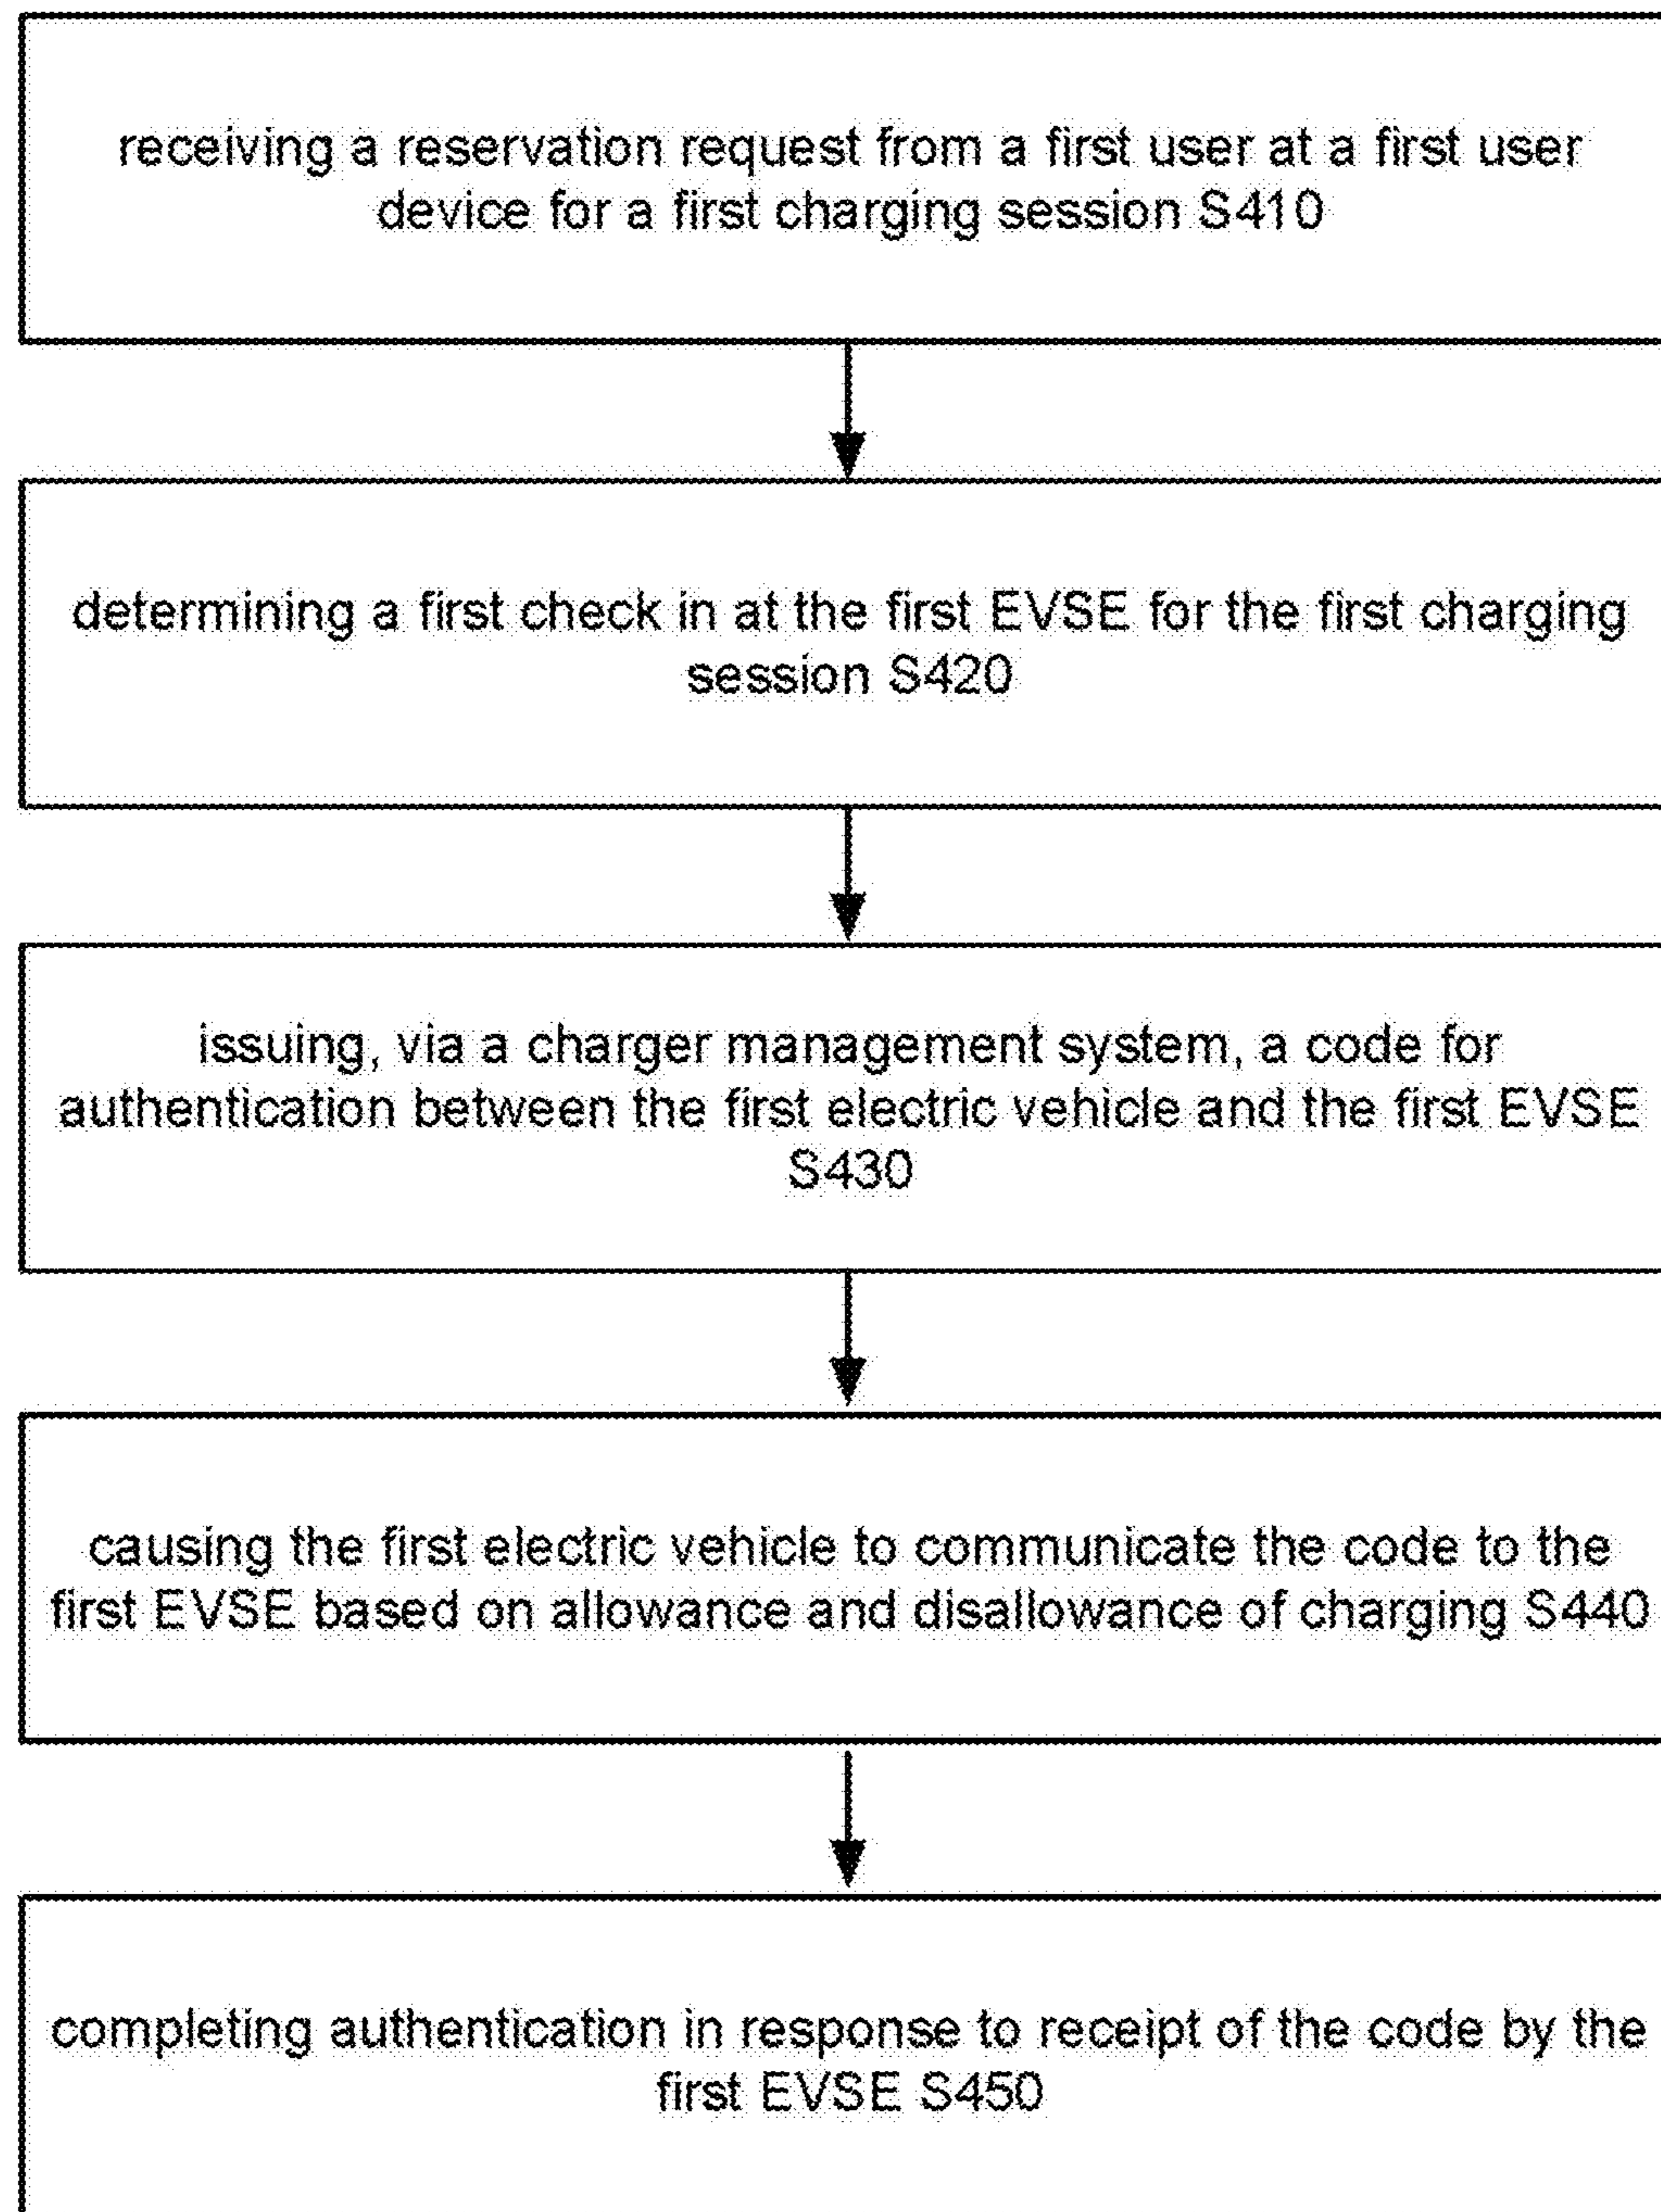 receiving a reservation request from a first user at a first user
device for a first charging session S410
determining a first check in at the first EVSE for the first charging
session S420
issuing, via a charger management system, a code for
authentication between the first electric vehicle and the first EVSE
S430
causing the first electric vehicle to communicate the code to the
first EVSE based on allowance and disallowance of charging S440
completing authentication in response to receipt of the code by the
first EVSE S450